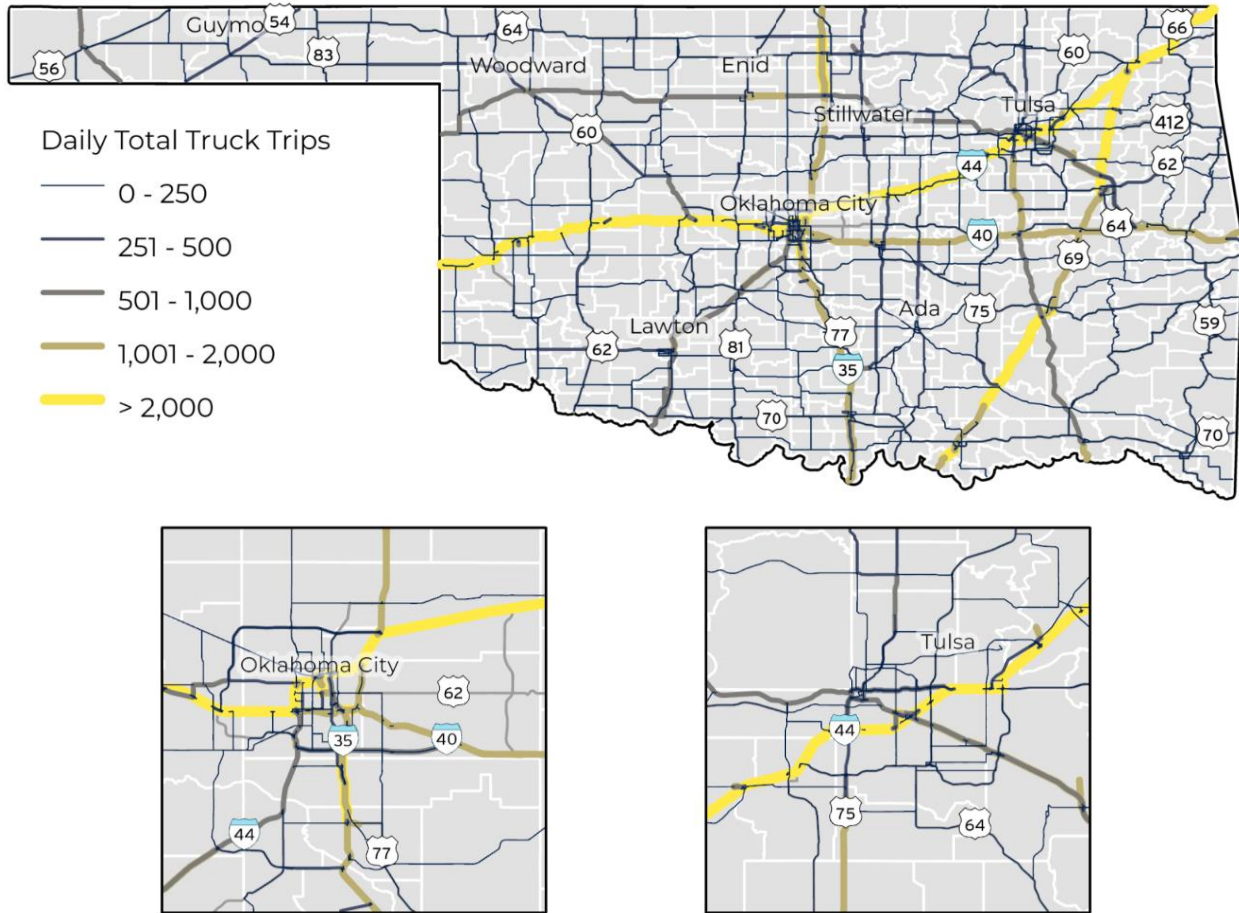 Guymo
54
64
66
56
83
60
Woodward
Enid
Tulsa
Stillwater
412
60
62
44
Daily Total Truck Trips
0 - 250
251 - 500
501 - 1,000
1,001 - 2,000
> 2,000
Oklahoma City
40
64
69
Lawton
62
81
77
35
Ada
75
59
70
70
Oklahoma City
62
35
40
44
77
Tulsa
44
75
64